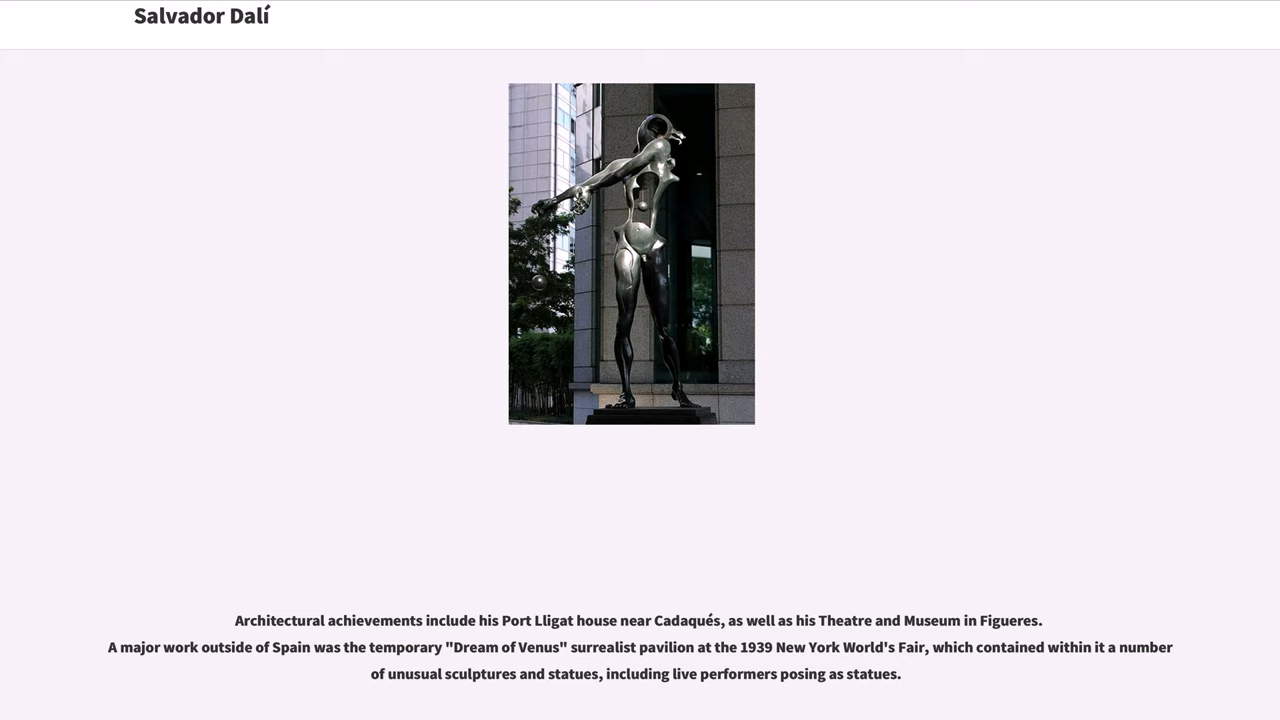 Salvador Dalí
Architectural achievements include his Port Lligat house near Cadaqués, as well as his Theatre and Museum in Figueres.
A major work outside of Spain was the temporary "Dream of Venus" surrealist pavilion at the 1939 New York World's Fair, which contained within it a number
of unusual sculptures and statues, including live performers posing as statues.